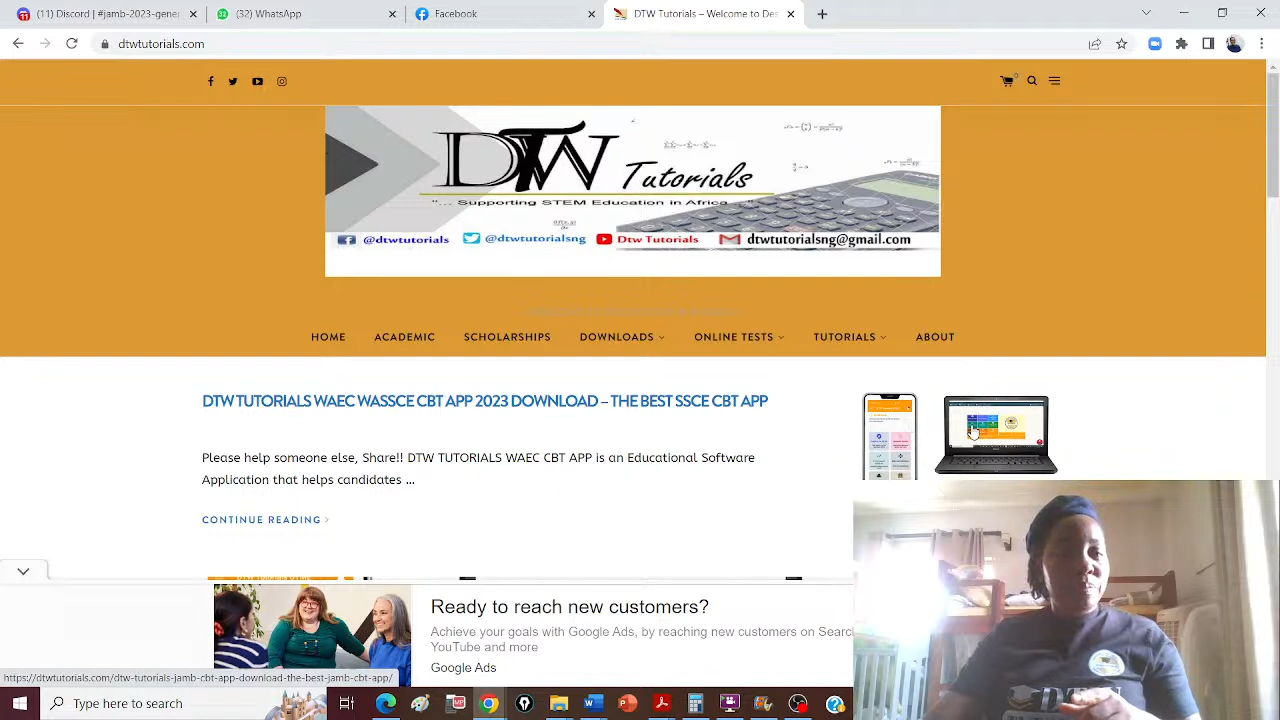 (11) Discord | #jamb-2023-gene
(32) WhatsApp
Facebook
DTW Tutorials – Welcome to Des
dtwtutorials.com
0
DTW Tutorials
"... Supporting STEM Education in Africa ..."
@dtwtutorials
@dtwtutorialsng
Dtw Tutorials
dtwtutorialsng@gmail.com
HOME
ACADEMIC
SCHOLARSHIPS
DOWNLOADS
ONLINE TESTS
TUTORIALS
ABOUT
DTW TUTORIALS WAEC WASSCE CBT APP 2023 DOWNLOAD – THE BEST SSCE CBT APP
Please help someone else, Share!! DTW TUTORIALS WAEC CBT APP is an Educational Software
Application that helps candidates ...
CONTINUE READING
Ready to reach new customers?
Achieve your goals with Google Ads, by reaching new customers on Searc
YouTube and more
Google Ads
https://dtwtutorials.com/dtw-tutorials-jamb-cbt-app-download-the-best-jamb-cbt-app/
Type here to search